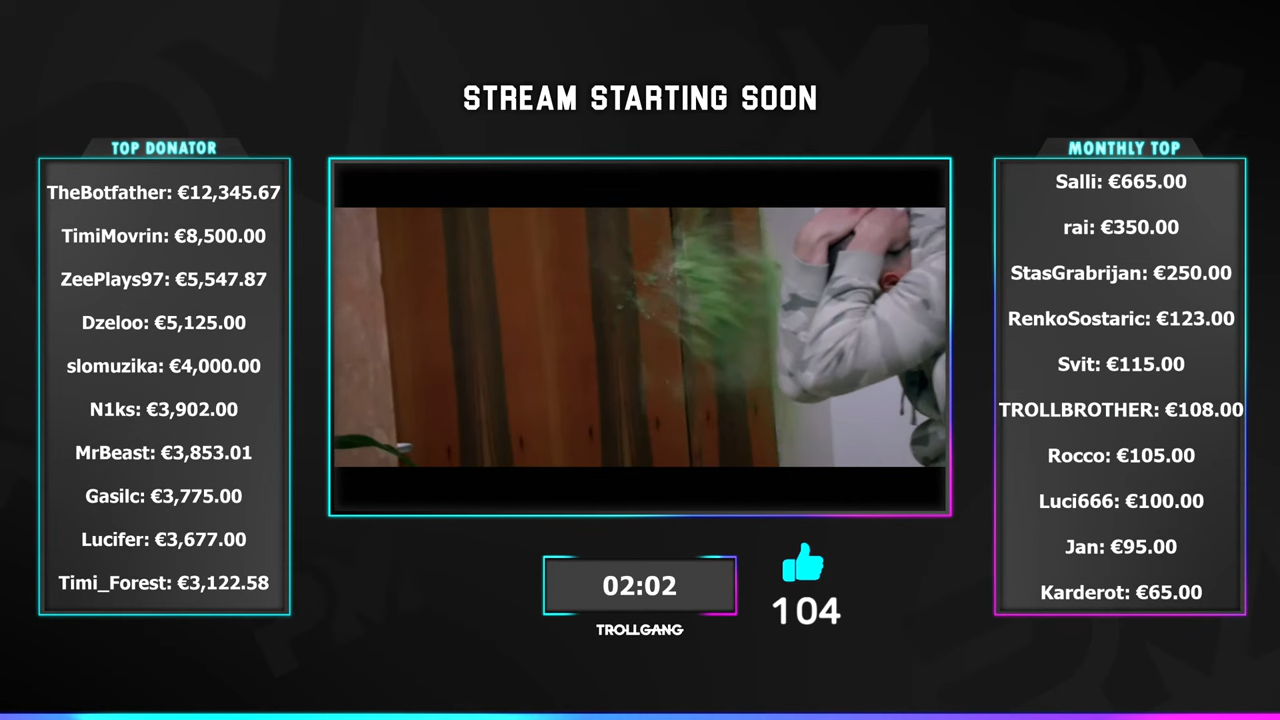 STREAM STARTING SOON
TOP DONATOR
TheBotfather: €12,345.67
TimiMovrin: €8,500.00
ZeePlays97: €5,547.87
Dzeloo: €5,125.00
slomuzika: €4,000.00
N1ks: €3,902.00
MrBeast: €3,853.01
Gasilc: €3,775.00
Lucifer: €3,677.00
Timi_Forest: €3,122.58
02:02
TROLLGANG
104
MONTHLY TOP
Salli: €665.00
rai: €350.00
StasGrabrijan: €250.00
RenkoSostaric: €123.00
Svit: €115.00
TROLLBROTHER: €108.00
Rocco: €105.00
Luci666: €100.00
Jan: €95.00
Karderot: €65.00